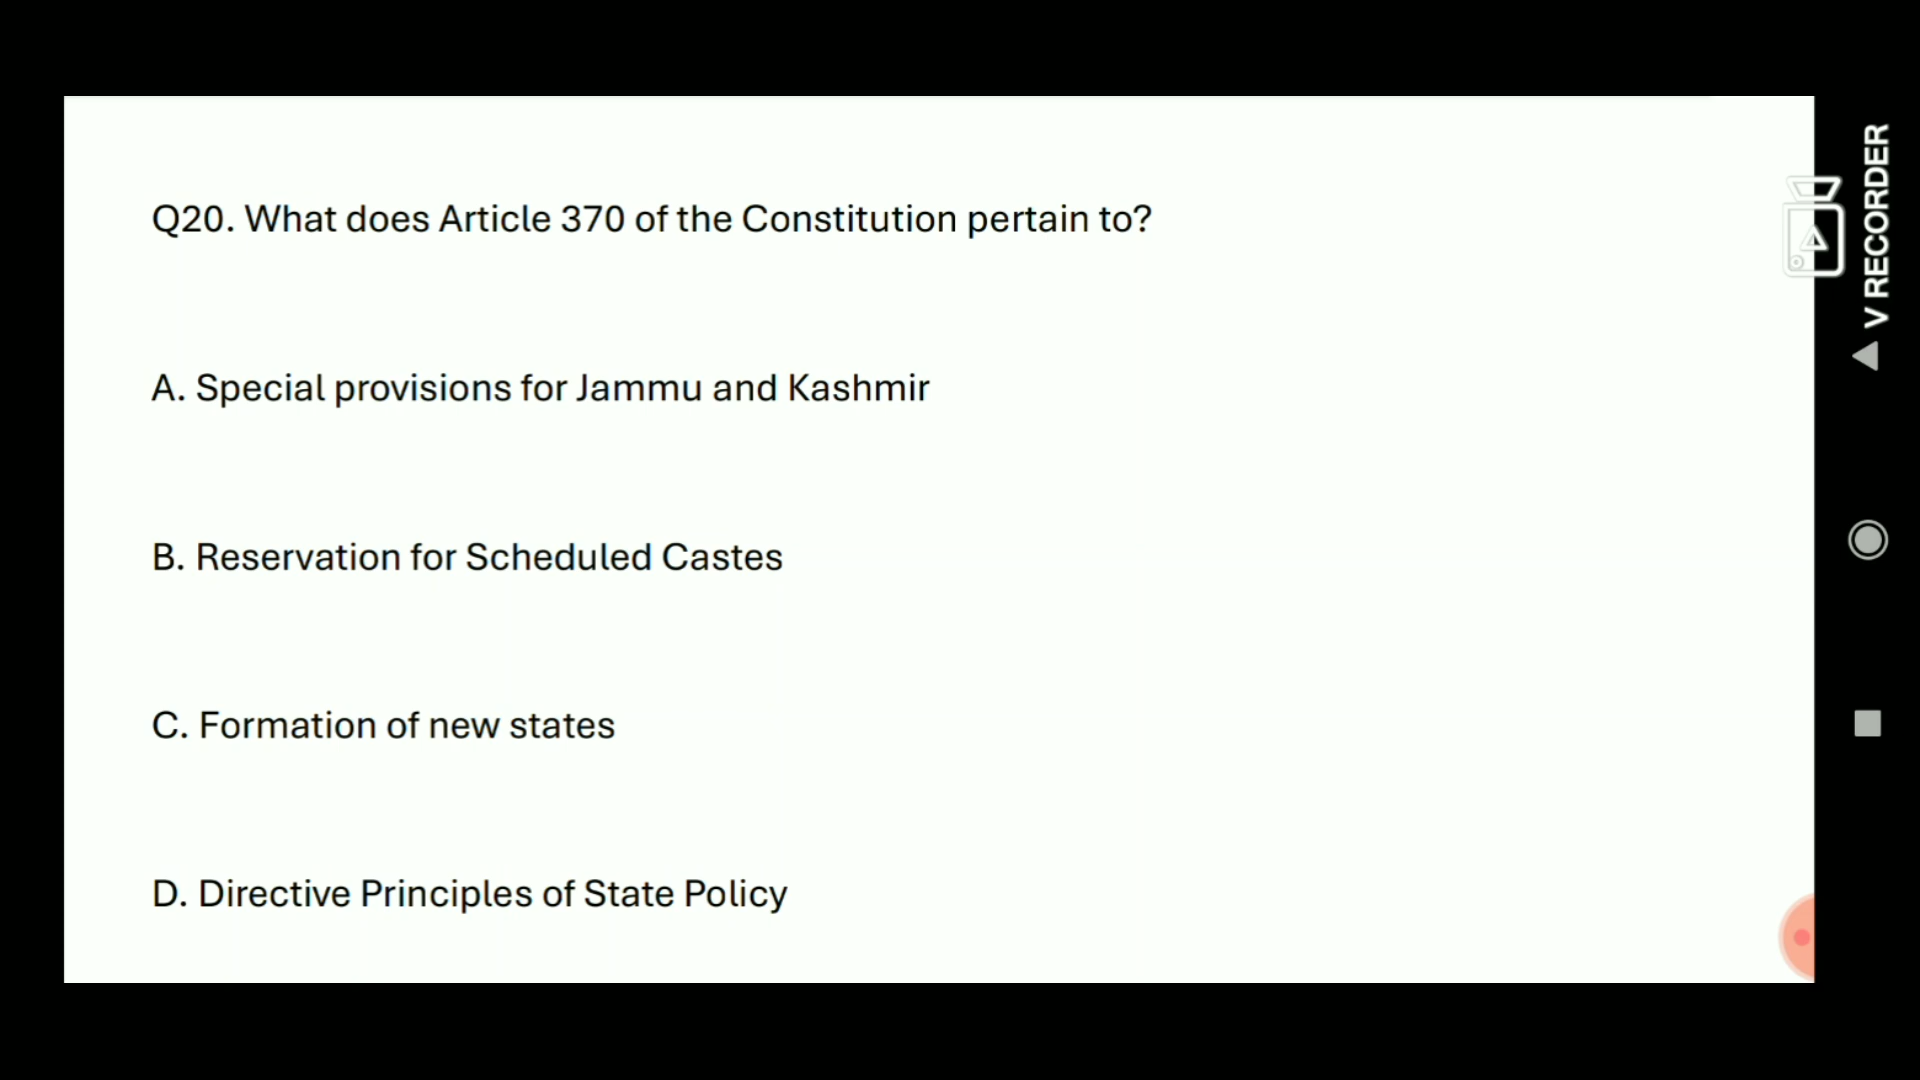 Q20. What does Article 370 of the Constitution pertain to?
A. Special provisions for Jammu and Kashmir
B. Reservation for Scheduled Castes
C. Formation of new states
D. Directive Principles of State Policy
V RECORDER